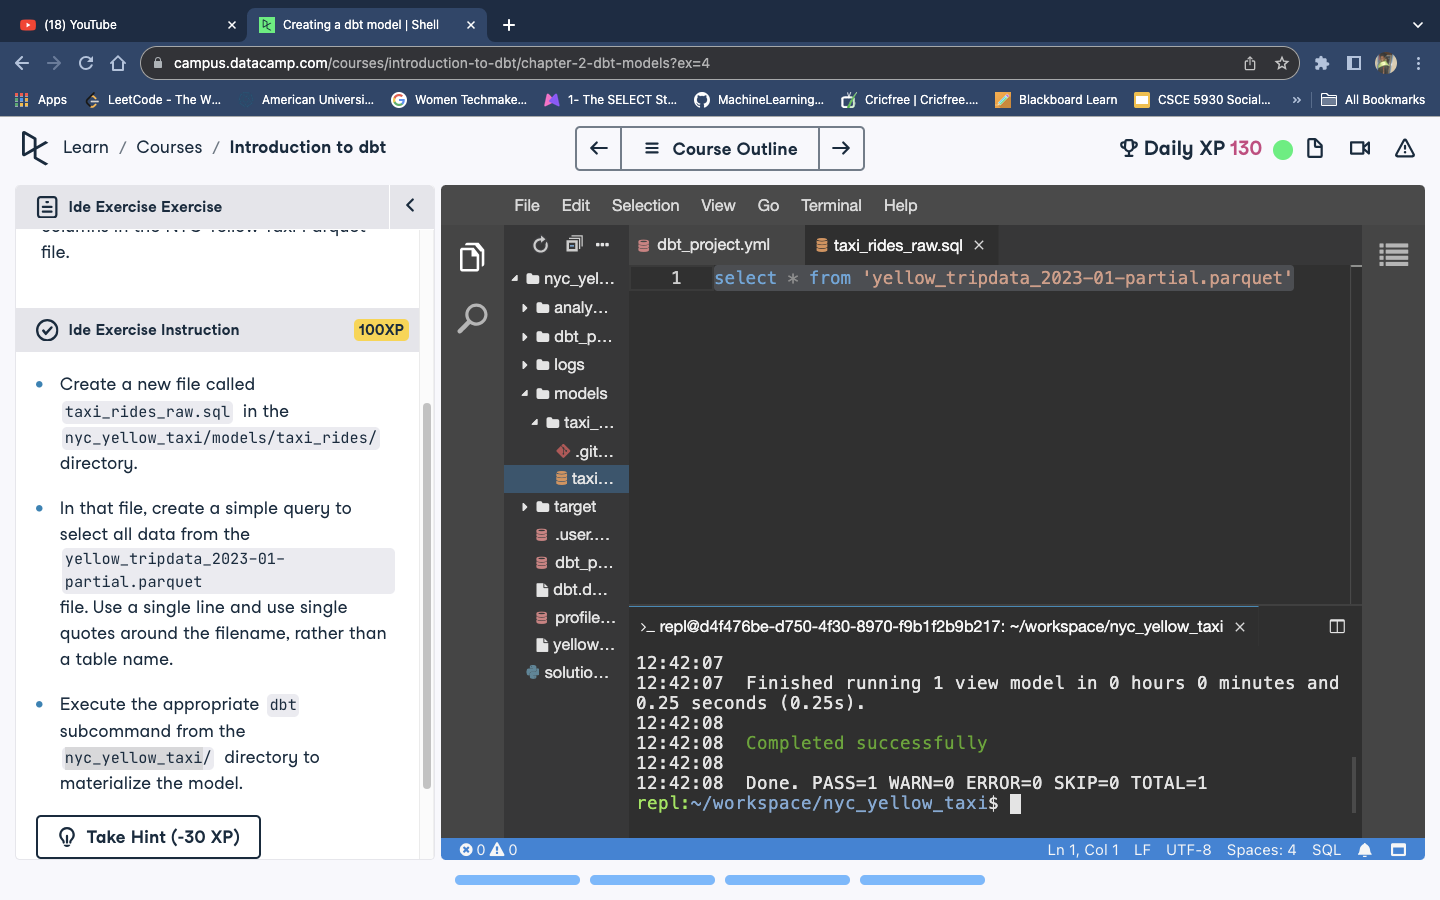 (18) YouTube
Creating a dbt model | Shell
campus.datacamp.com/courses/introduction-to-dbt/chapter-2-dbt-models?ex=4
Apps
LeetCode - The W...
American Universi...
Women Techmake...
1- The SELECT St...
MachineLearning...
Cricfree | Cricfree....
Blackboard Learn
CSCE 5930 Social...
»
All Bookmarks
Learn / Courses / Introduction to dbt
Course Outline
Daily XP 130
Ide Exercise Exercise
file.
Ide Exercise Instruction
100XP
Create a new file called
taxi_rides_raw.sql in the
nyc_yellow_taxi/models/taxi_rides/
directory.
In that file, create a simple query to
select all data from the
yellow_tripdata_2023-01-
partial.parquet
file. Use a single line and use single
quotes around the filename, rather than
a table name.
Execute the appropriate dbt
subcommand from the
nyc_yellow_taxi/ directory to
materialize the model.
Take Hint (-30 XP)
File Edit Selection View Go Terminal Help
nyc_yel...
analy...
dbt_p...
logs
models
taxi_...
.git...
taxi...
target
.user....
dbt_p...
dbt.d...
profile...
yellow...
solutio...
dbt_project.yml
taxi_rides_raw.sql
1 select * from 'yellow_tripdata_2023-01-partial.parquet'
>_ repl@d4f476be-d750-4f30-8970-f9b1f2b9b217: ~/workspace/nyc_yellow_taxi
12:42:07
12:42:07 Finished running 1 view model in 0 hours 0 minutes and
0.25 seconds (0.25s).
12:42:08
12:42:08 Completed successfully
12:42:08
12:42:08 Done. PASS=1 WARN=0 ERROR=0 SKIP=0 TOTAL=1
repl:~/workspace/nyc_yellow_taxi$
0 0
Ln 1, Col 1 LF UTF-8 Spaces: 4 SQL